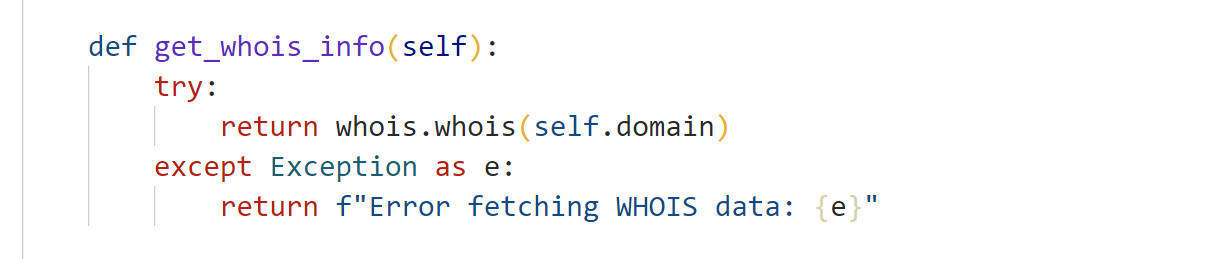 def get_whois_info(self):
try:
return whois.whois(self.domain)
except Exception as e:
return f"Error fetching WHOIS data: {e}"